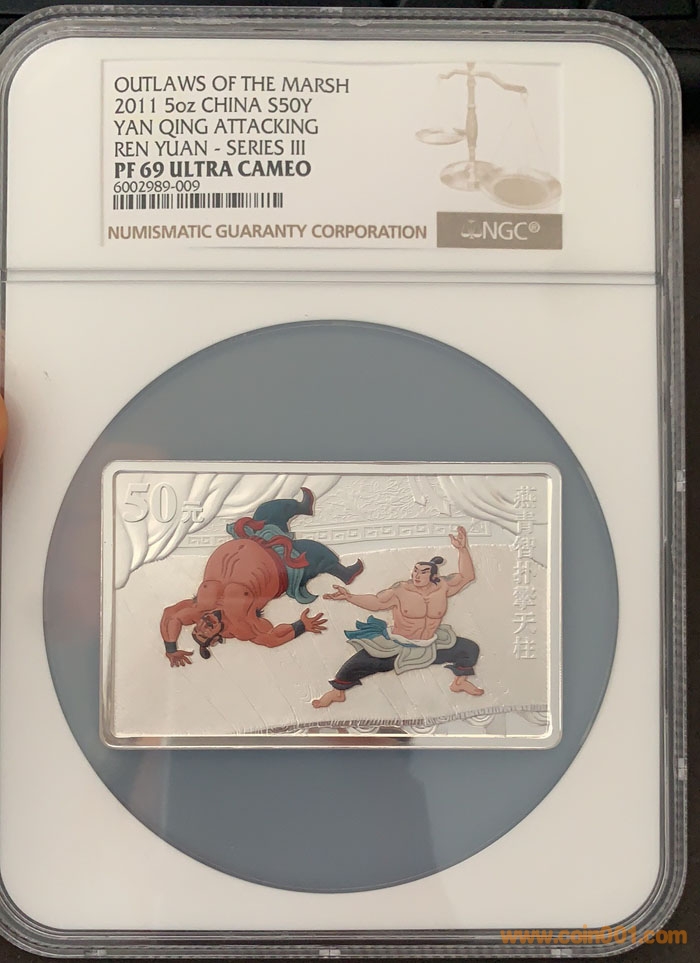 OUTLAWS OF THE MARSH
2011 5oz CHINA S50Y
YAN QING ATTACKING
REN YUAN - SERIES III
PF 69 ULTRA CAMEO
6002989-009
NUMISMATIC GUARANTY CORPORATION
NGC®
50元
燕青智扑擎天柱
www.coin001.com